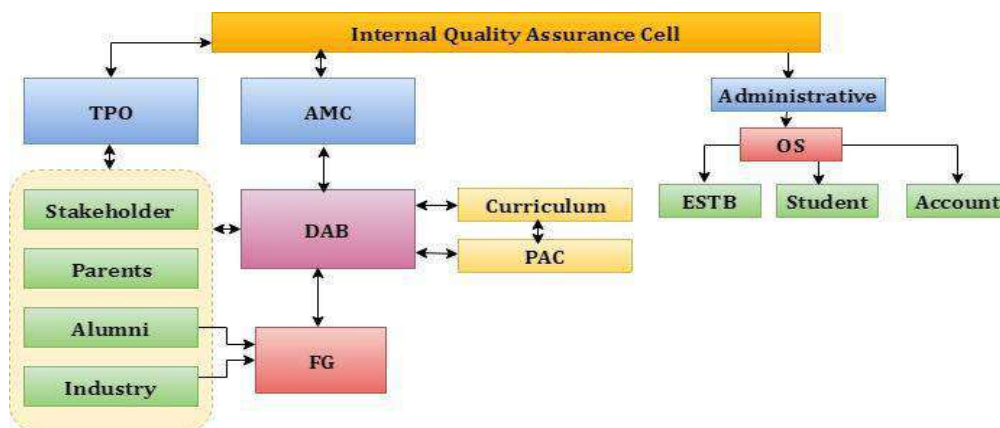 Internal Quality Assurance Cell
TPO
AMC
Administrative
OS
ESTB
Student
Account
Stakeholder
Parents
Alumni
Industry
DAB
Curriculum
PAC
FG